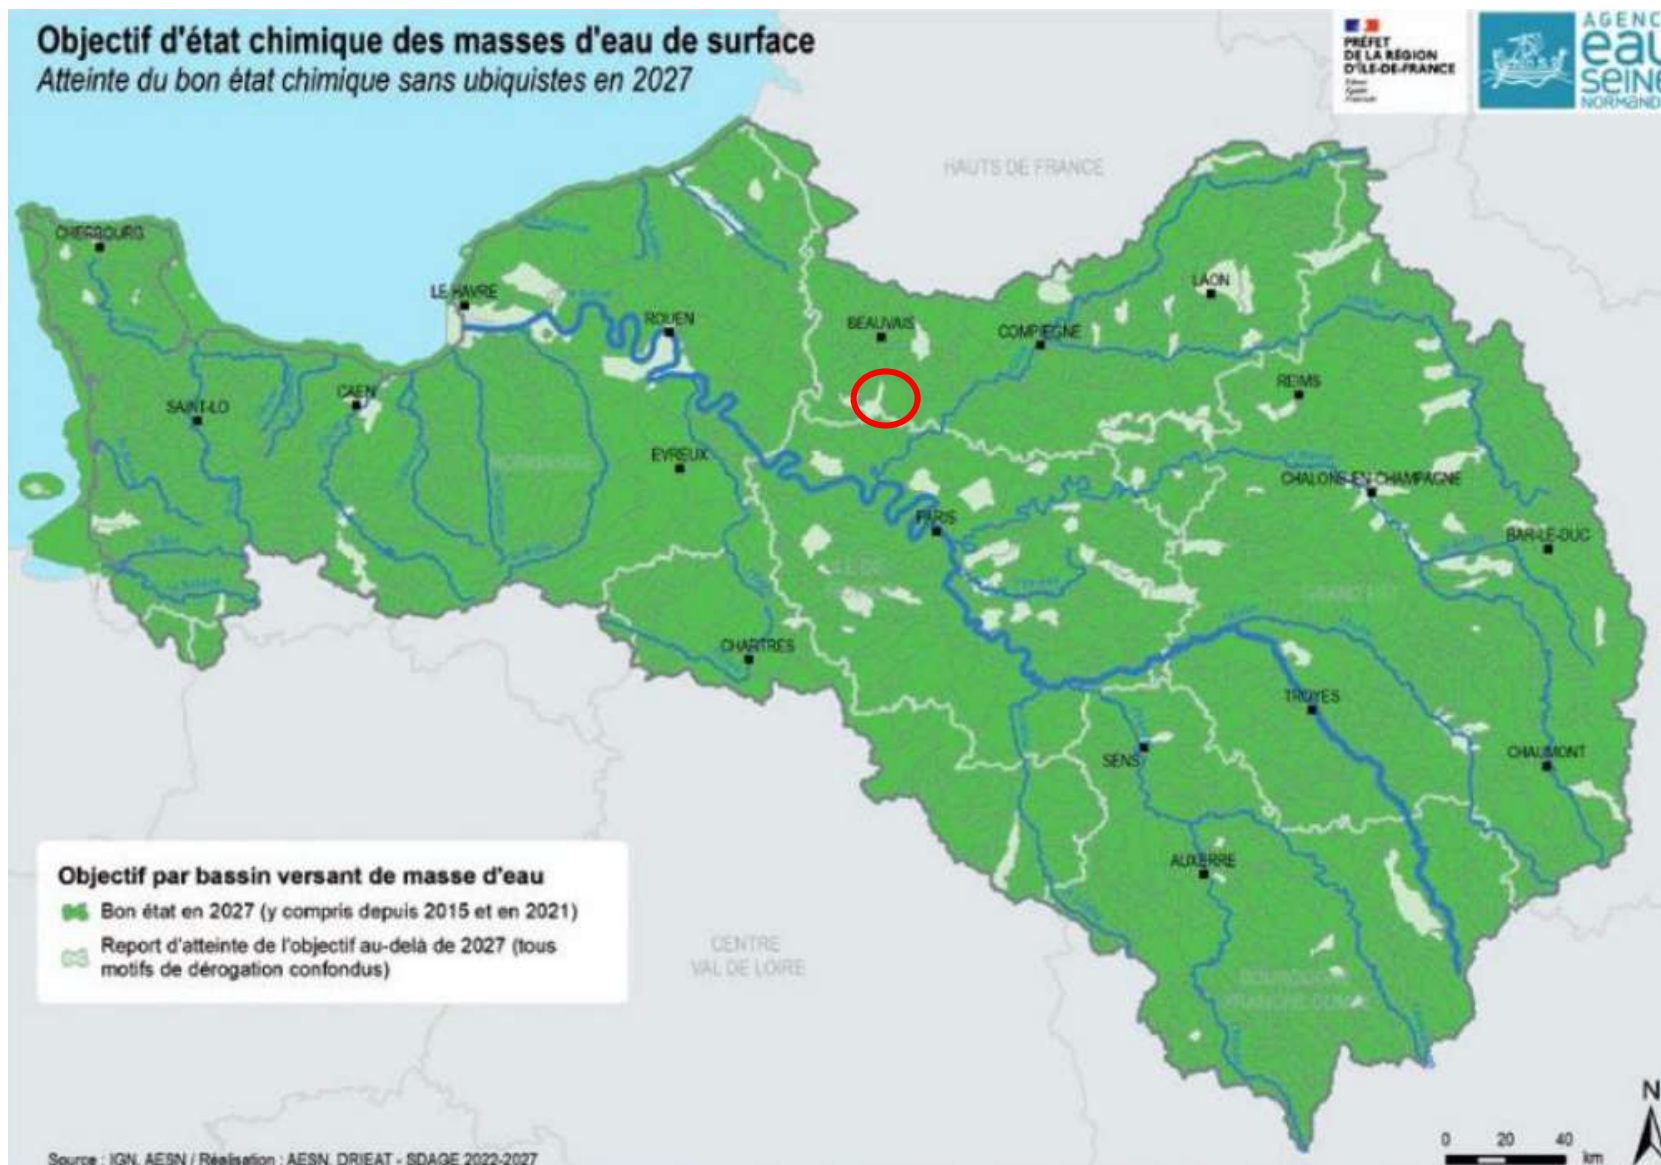 Objectif d'état chimique des masses d'eau de surface
Atteinte du bon état chimique sans ubiquistes en 2027
PRÉFET
DE LA RÉGION
D'ÎLE-DE-FRANCE
AGENC
eau
SEINE
NORMAND
HAUTS DE FRANCE
CHERBOURG
LE HAVRE
ROUEN
BEAUVAIS
COMPIEGNE
LAON
REIMS
SAINT-LO
CAEN
EVREUX
CHALONS-EN-CHAMPAGNE
PARIS
BAR-LE-DUC
CHARTRES
TROYES
SENS
CHAUMONT
AUXERRE
CENTRE
VAL DE LOIRE
Objectif par bassin versant de masse d'eau
Bon état en 2027 (y compris depuis 2015 et en 2021)
Report d'atteinte de l'objectif au-delà de 2027 (tous
motifs de dérogation confondus)
N
0 20 40
km
Source : IGN, AESN / Réalisation : AESN, DRIEAT - SDAGE 2022-2027